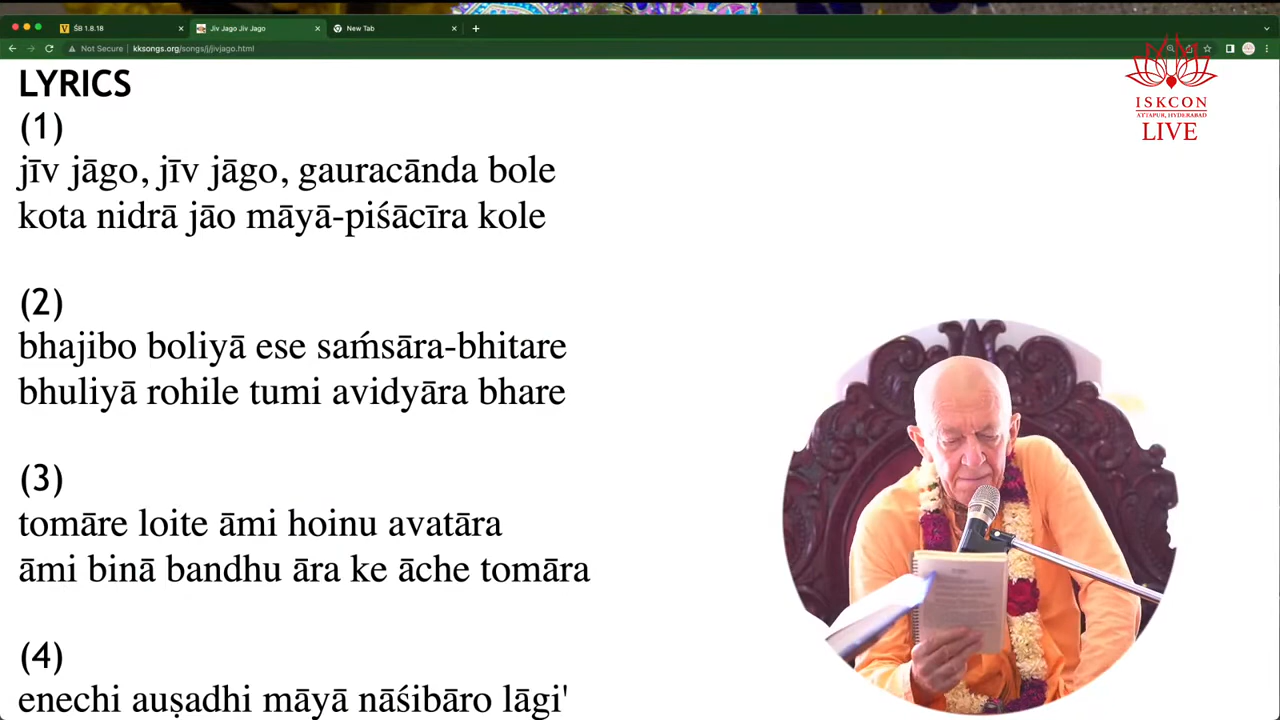 ŚB 1.8.18
Jiv Jago Jiv Jago
New Tab
Not Secure
kksongs.org/songs/j/jivjago.html
LYRICS
(1)
jīv jāgo, jīv jāgo, gauracānda bole
kota nidrā jāo māyā-piśācīra kole
(2)
bhajibo boliyā ese saḿsāra-bhitare
bhuliyā rohile tumi avidyāra bhare
(3)
tomāre loite āmi hoinu avatāra
āmi binā bandhu āra ke āche tomāra
(4)
enechi auṣadhi māyā nāśibāro lāgi'
ISKCON
ATTAPUR, HYDERABAD
LIVE